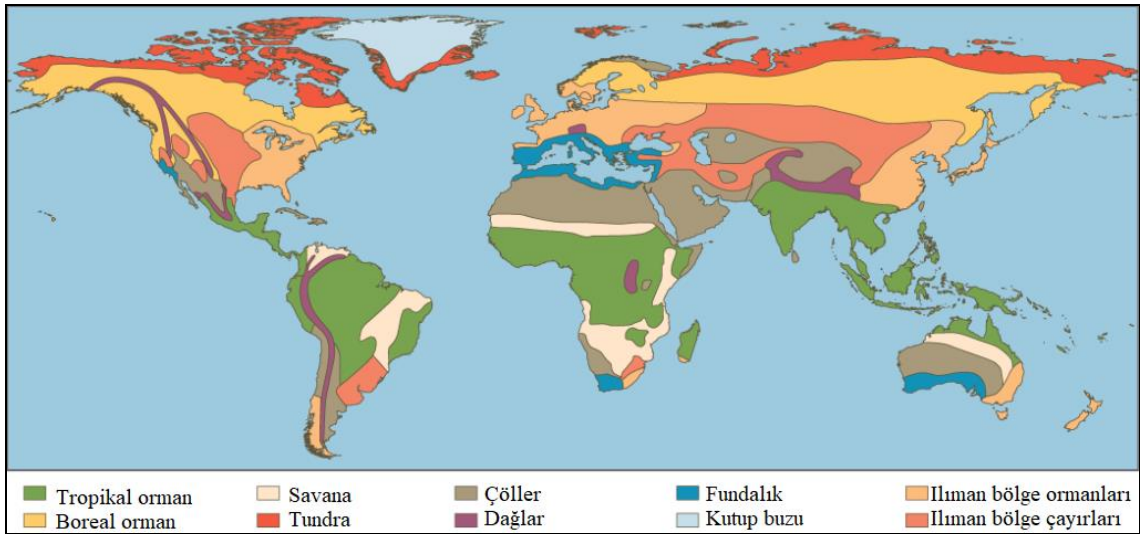 Tropikal orman
Savana
Çöller
Fundalık
Ilıman bölge ormanları
Boreal orman
Tundra
Dağlar
Kutup buzu
Ilıman bölge çayırları